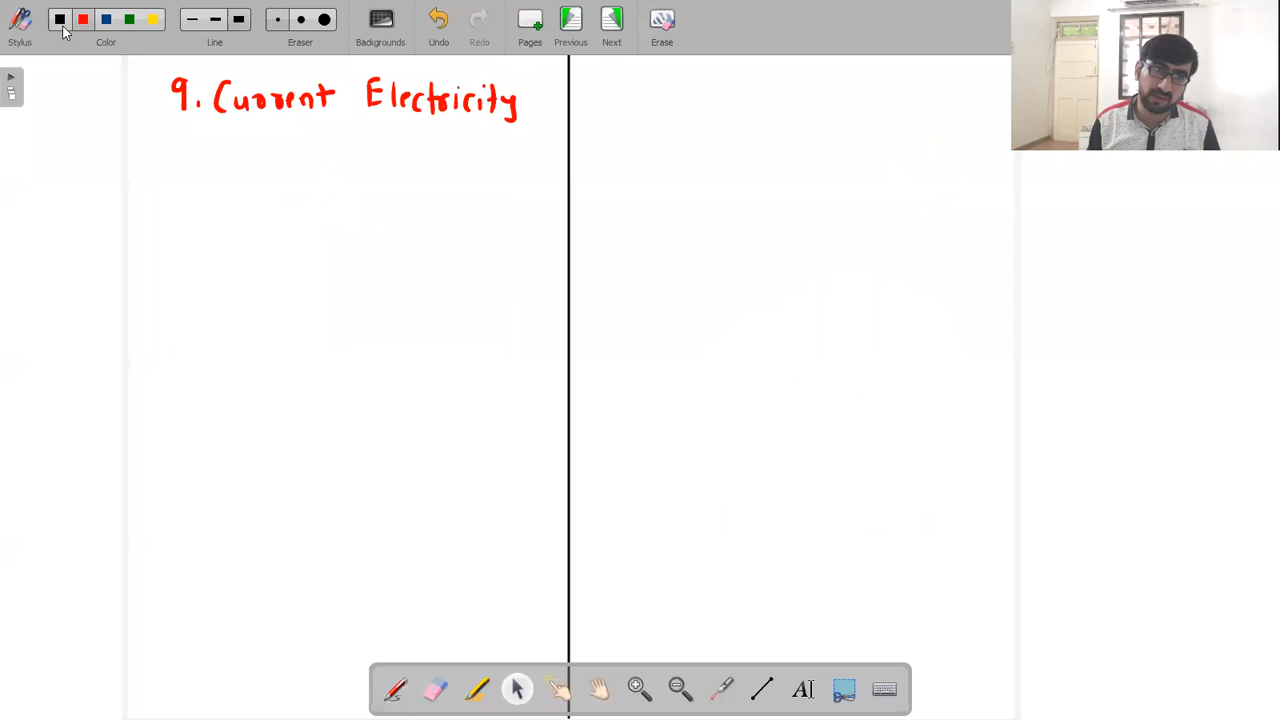 Stylus
Color
Line
Eraser
Backgrounds
Undo
Redo
Pages
Previous
Next
Erase
9. Current Electricity